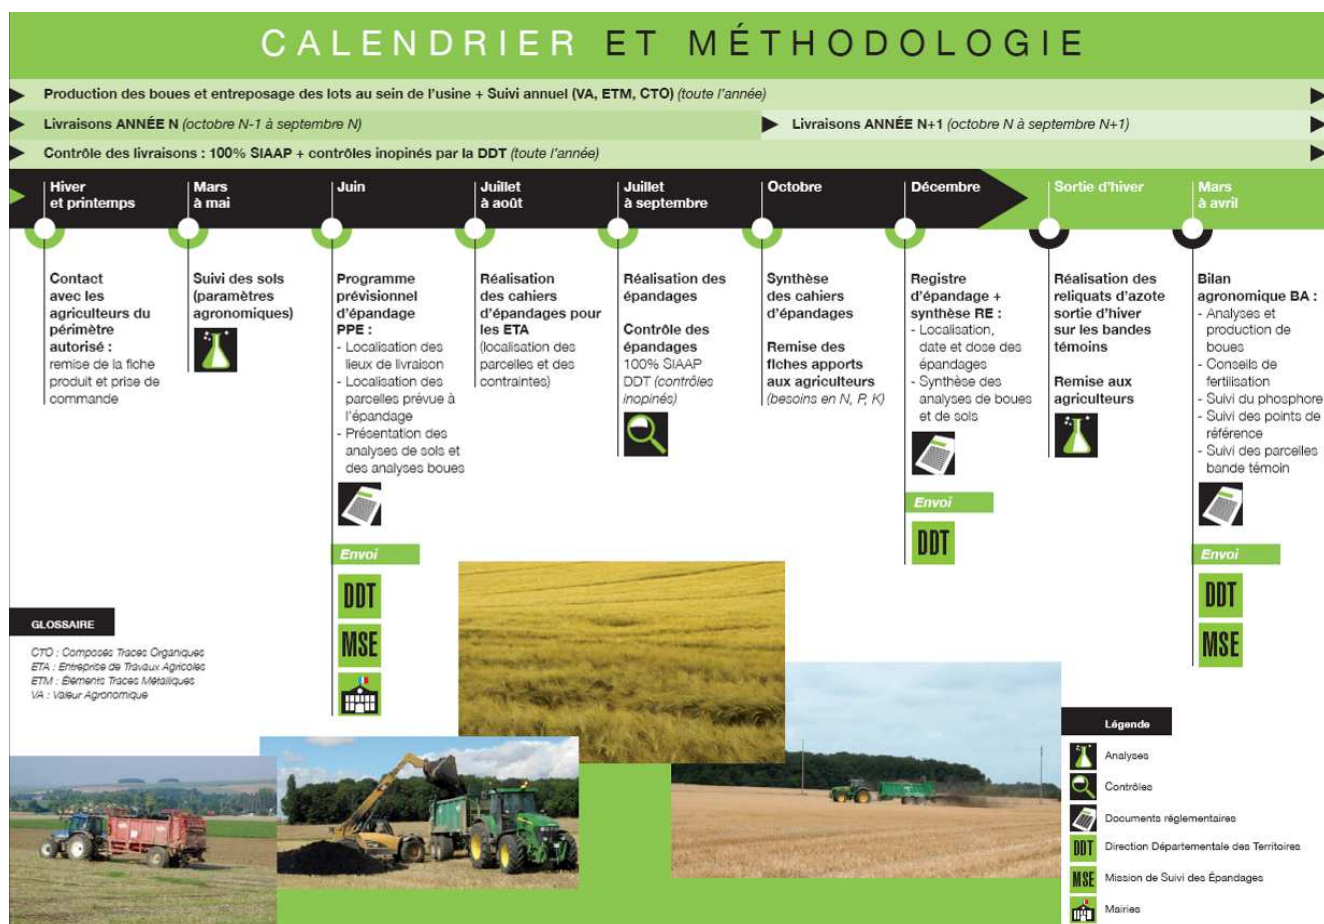 CALENDRIER ET MÉTHODOLOGIE
Production des boues et entreposage des lots au sein de l'usine + Suivi annuel (VA, ETM, CTO) (toute l'année)
Livraisons ANNÉE N (octobre N-1 à septembre N)
Livraisons ANNÉE N+1 (octobre N à septembre N+1)
Contrôle des livraisons : 100% SIAAP + contrôles inopinés par la DDT (toute l'année)
Hiver
et printemps
Contact
avec les
agriculteurs du
périmètre
autorisé :
remise de la fiche
produit et prise de
commande
Mars
à mai
Suivi des sols
(paramètres
agronomiques)
Juin
Programme
prévisionnel
d'épandage
PPE :
- Localisation des
lieux de livraison
- Localisation des
parcelles prévue à
l'épandage
- Présentation des
analyses de sols et
des analyses boues
Envoi
DDT
MSE
Juillet
à août
Réalisation
des cahiers
d'épandages pour
les ETA
(localisation des
parcelles et des
contraintes)
Juillet
à septembre
Réalisation des
épandages
Contrôle des
épandages
100% SIAAP
DDT (contrôles
inopinés)
Octobre
Synthèse
des cahiers
d'épandages
Remise des
fiches apports
aux agriculteurs
(besoins en N, P, K)
Décembre
Registre
d'épandage +
synthèse RE :
- Localisation,
date et dose des
épandages
- Synthèse des
analyses de boues
et de sols
Envoi
DDT
Sortie d'hiver
Réalisation des
reliquats d'azote
sortie d'hiver
sur les bandes
témoins
Remise aux
agriculteurs
Mars
à avril
Bilan
agronomique BA :
- Analyses et
production de
boues
- Conseils de
fertilisation
- Suivi du phosphore
- Suivi des points de
référence
- Suivi des parcelles
bande témoin
Envoi
DDT
MSE
GLOSSAIRE
CTO : Composés Traces Organiques
ETA : Entreprise de Travaux Agricoles
ETM : Éléments Traces Métalliques
VA : Valeur Agronomique
Légende
Analyses
Contrôles
Documents réglementaires
DDT Direction Départementale des Territoires
MSE Mission de Suivi des Épandages
Mairies